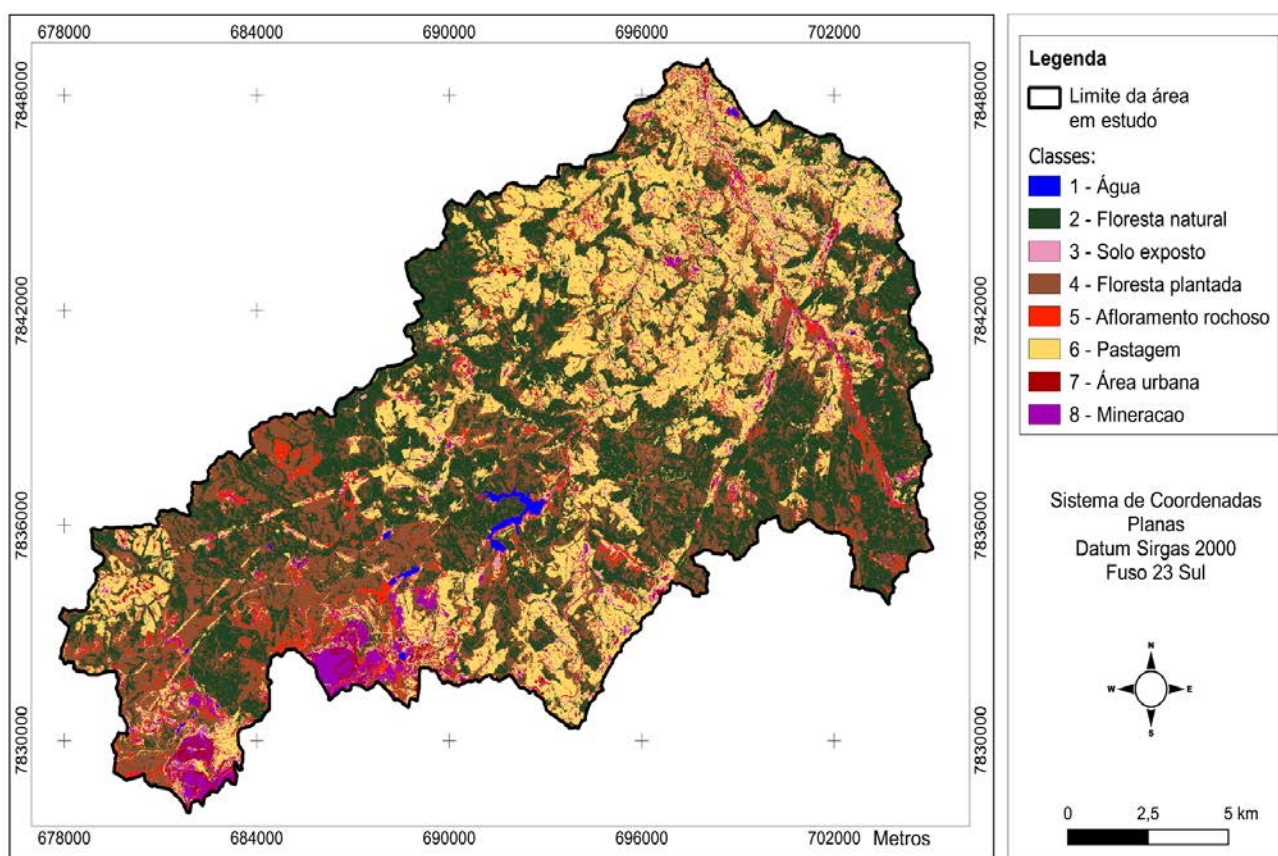 678000
684000
690000
696000
702000
7848000
7848000
7842000
7842000
7836000
7836000
7830000
7830000
678000
684000
690000
696000
702000
Metros
Legenda
Limite da área
em estudo
Classes:
1 - Água
2 - Floresta natural
3 - Solo exposto
4 - Floresta plantada
5 - Afloramento rochoso
6 - Pastagem
7 - Área urbana
8 - Mineracao
Sistema de Coordenadas
Planas
Datum Sirgas 2000
Fuso 23 Sul
N
W
E
S
0
2,5
5 km